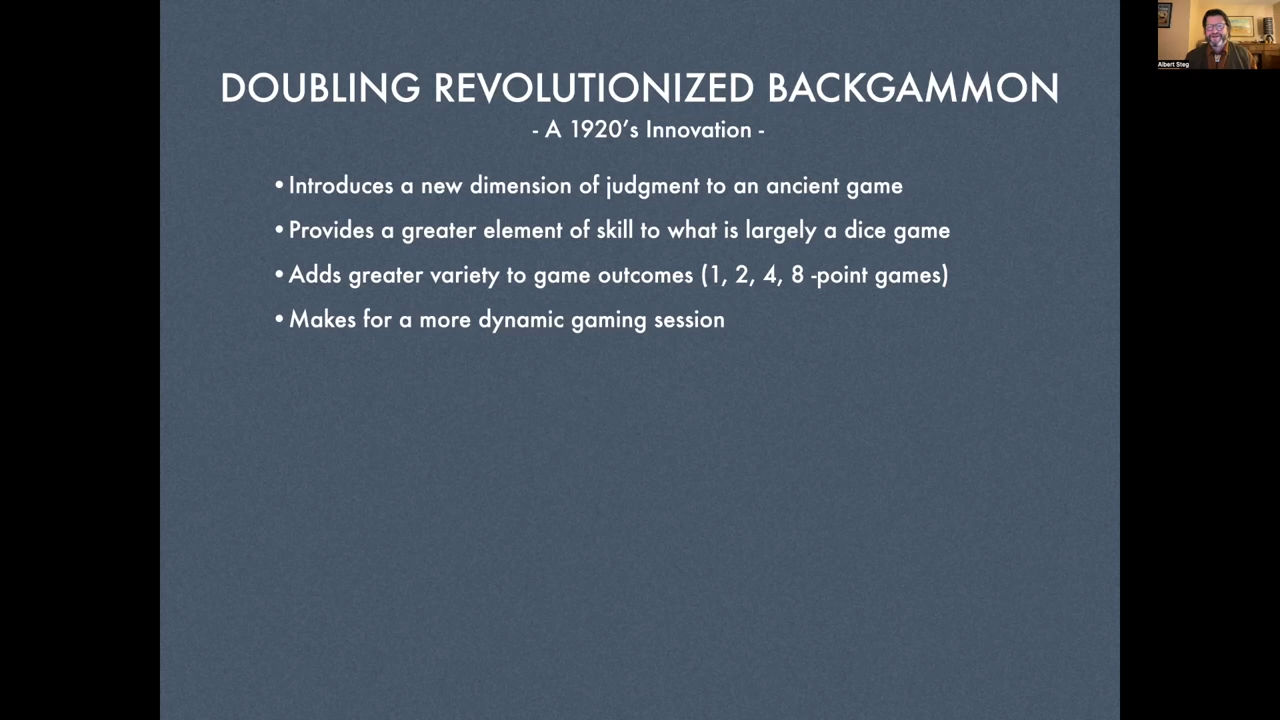 DOUBLING REVOLUTIONIZED BACKGAMMON
- A 1920's Innovation -
•Introduces a new dimension of judgment to an ancient game
•Provides a greater element of skill to what is largely a dice game
•Adds greater variety to game outcomes (1, 2, 4, 8 -point games)
•Makes for a more dynamic gaming session
Albert Steg